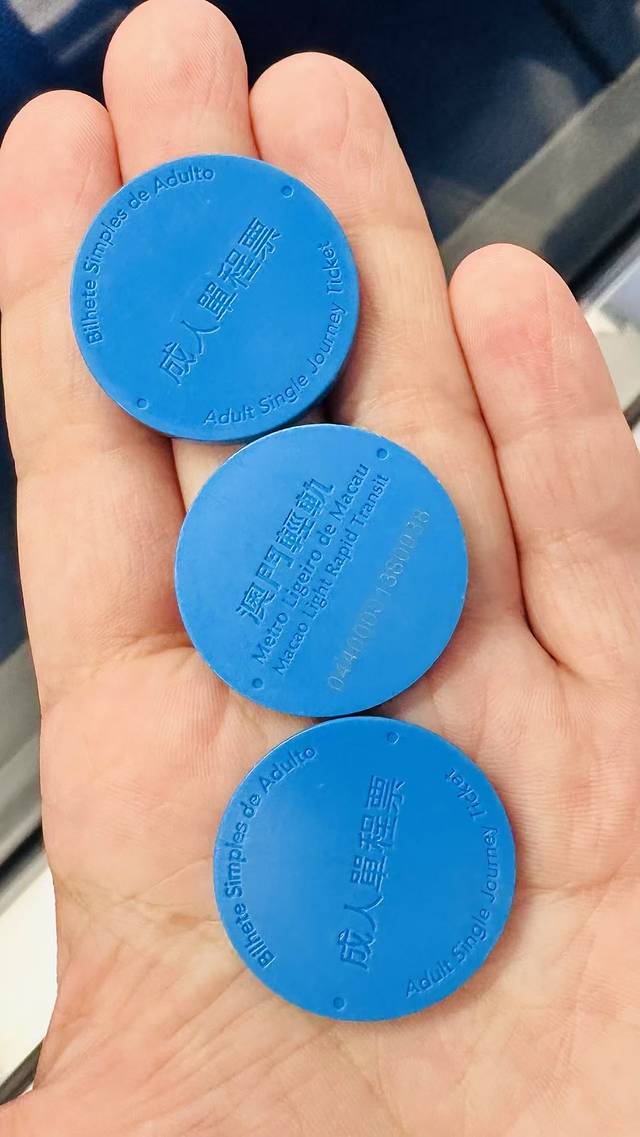 Bilhete Simples de Adulto
成人單程票
Adult Single Journey Ticket
澳門輕軌
Metro Ligeiro de Macau
Macao Light Rapid Transit
Bilhete Simples de Adulto
成人單程票
Adult Single Journey Ticket